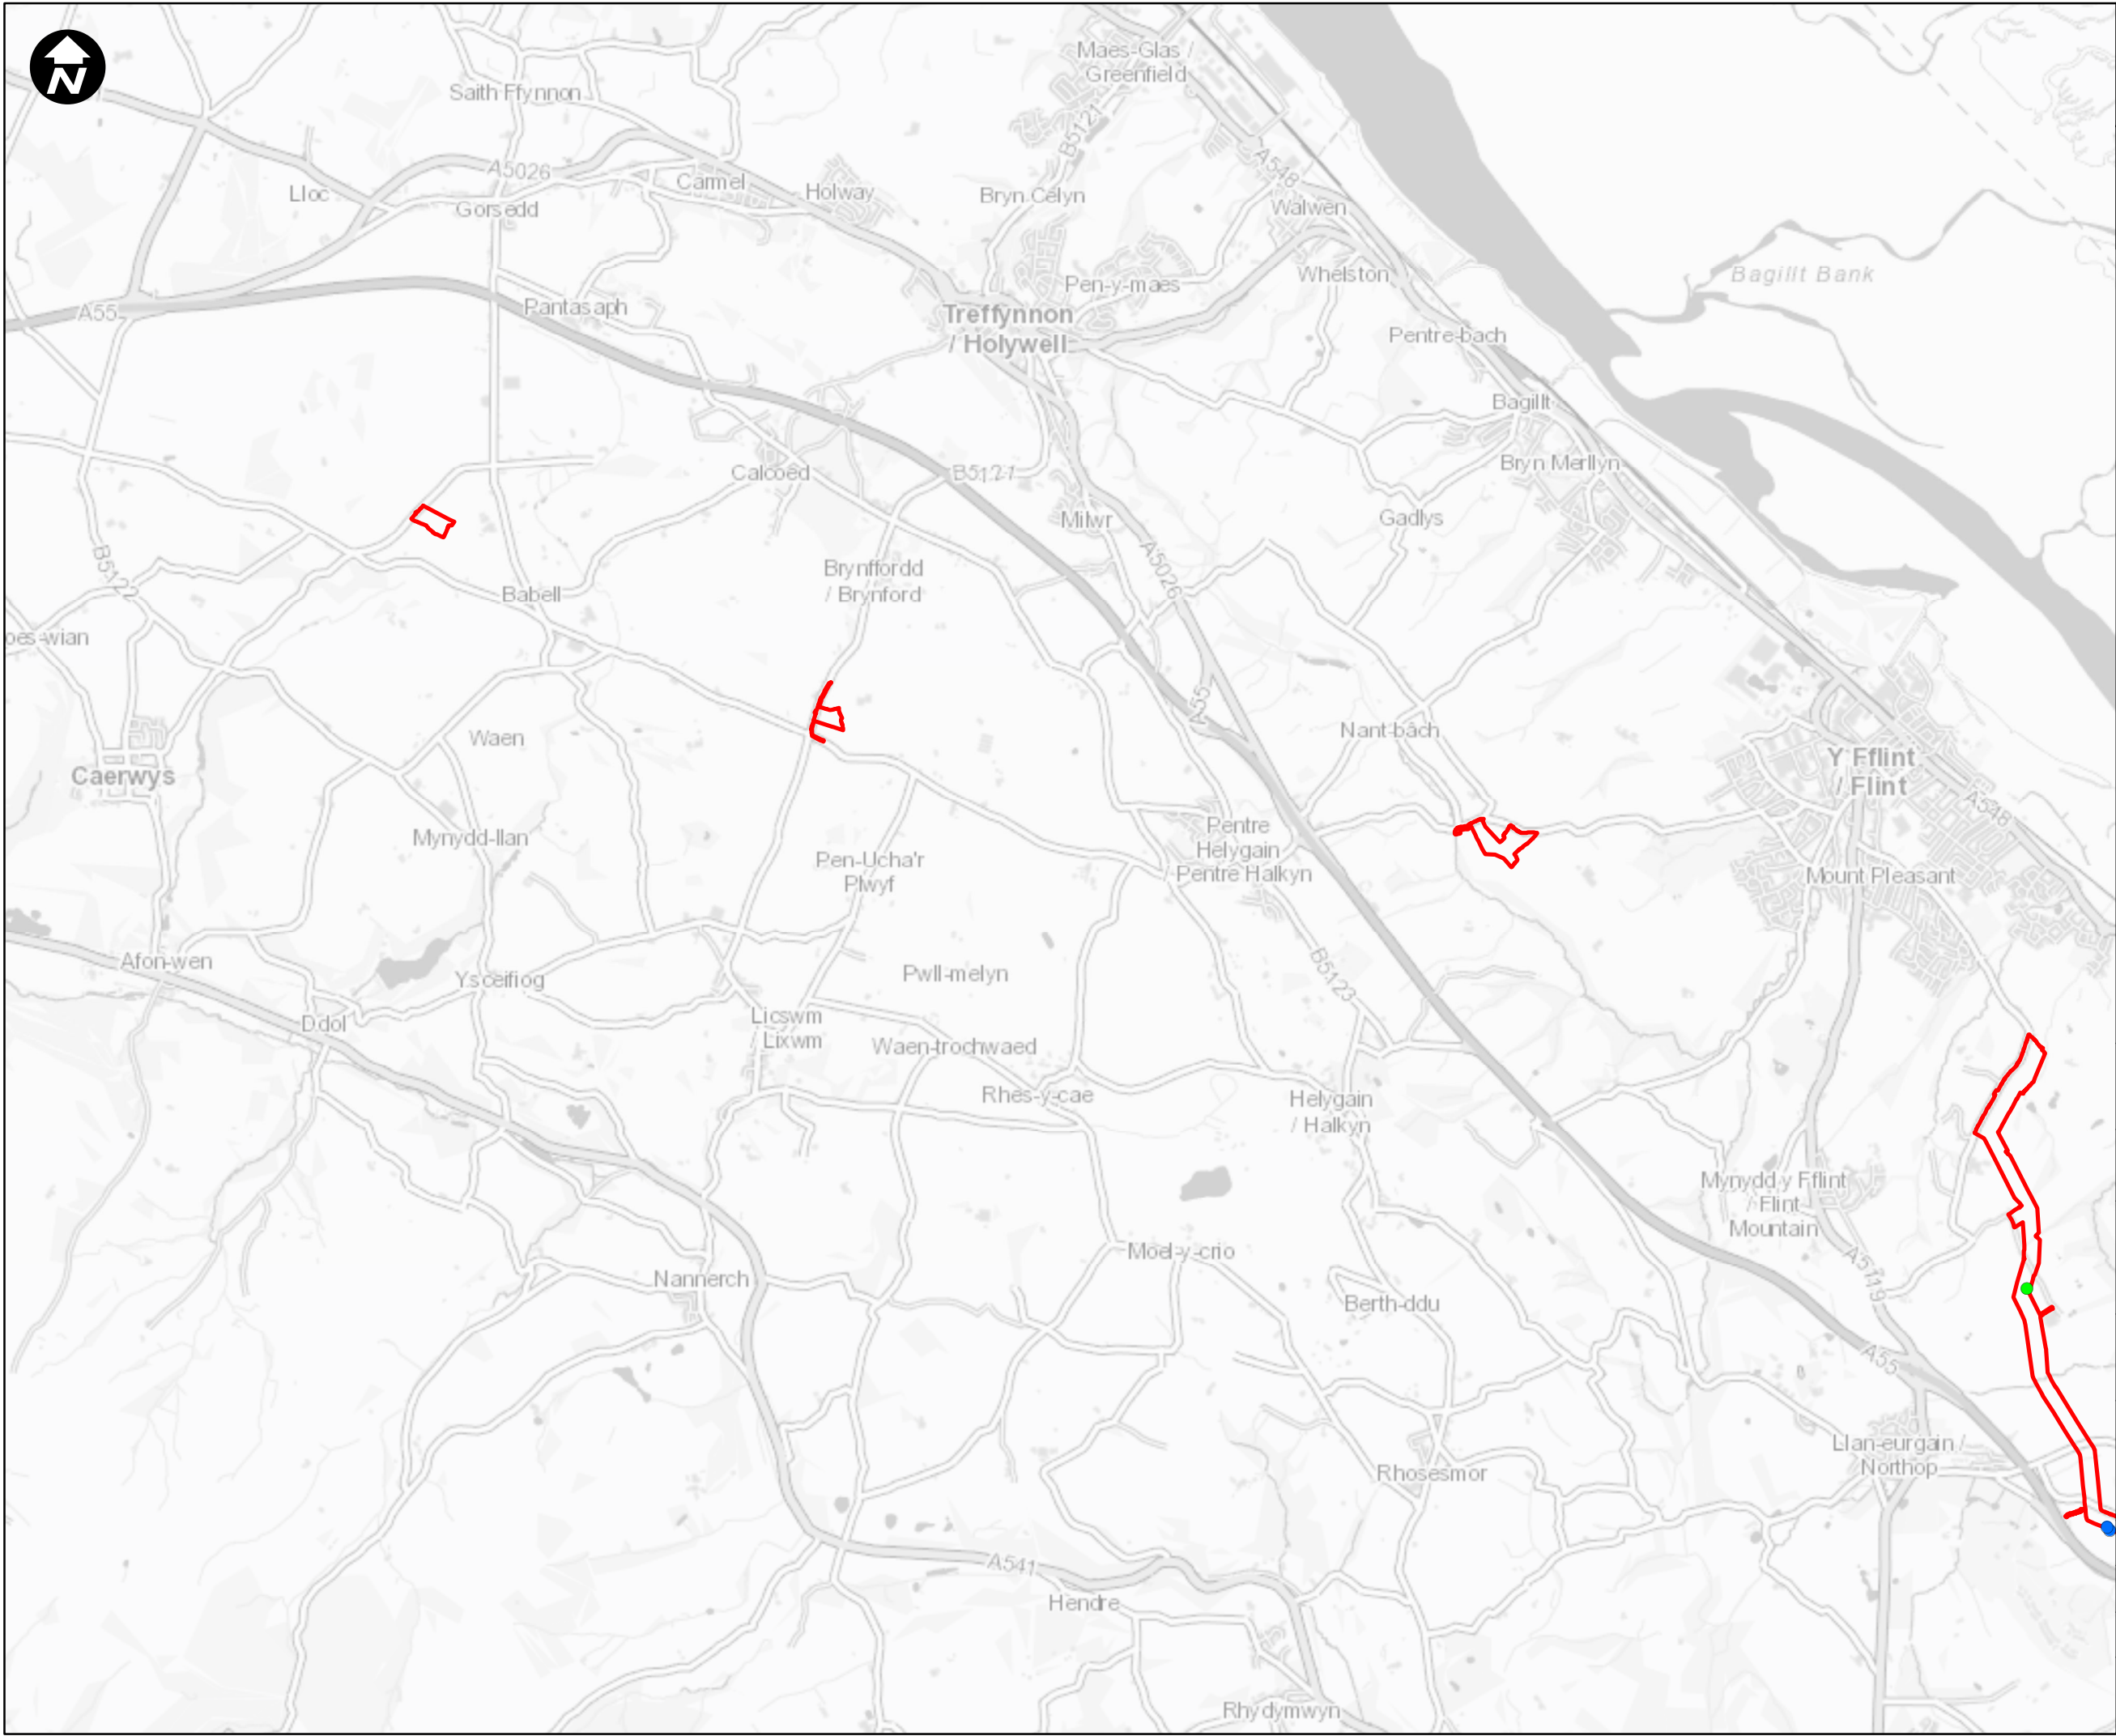 N
Maes-Glas /
Greenfield
Saith Ffynnon
B5121
A548
A5026
Carmel
Holway
Bryn Celyn
Lloc
Gorsedd
Walwen
Whelston
Bagillt Bank
Pen-y-maes
Pantasaph
A55
Treffynnon
/ Holywell
Pentre-bach
Bagillt
Bryn Merllyn
Calcoed
B5121
Milwr
Gadlys
A5026
B5122
Brynffordd
/ Brynford
Babell
oes-wian
A55
Nant-bach
Waen
Caerwys
Y Fflint
/ Flint
A548
Mynydd-llan
Pentre
Helygain
Pentre Halkyn
Pen-Ucha'r
Plwyf
Mount Pleasant
Afon-wen
Ysceifiog
Pwll-melyn
B5123
Ddol
Licswm
Lixwm
Waen-trochwaed
Rhes-y-cae
Helygain
/ Halkyn
Mynydd y Fflint
/ Flint
Mountain
Moel-y-crio
A5119
Nannerch
Berth-ddu
A55
Llan-eurgain /
Northop
Rhosesmor
A541
Hendre
Rhydymwyn